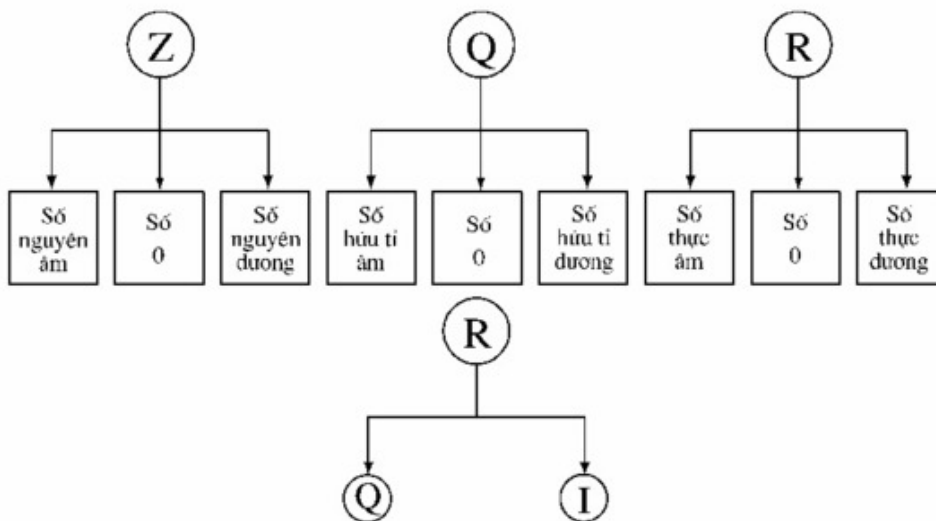 Z
Q
R
Số
nguyên
âm
Số
0
Số
nguyên
dương
Số
hữu tỉ
âm
Số
0
Số
hữu tỉ
dương
Số
thực
âm
Số
0
Số
thực
dương
R
Q
I